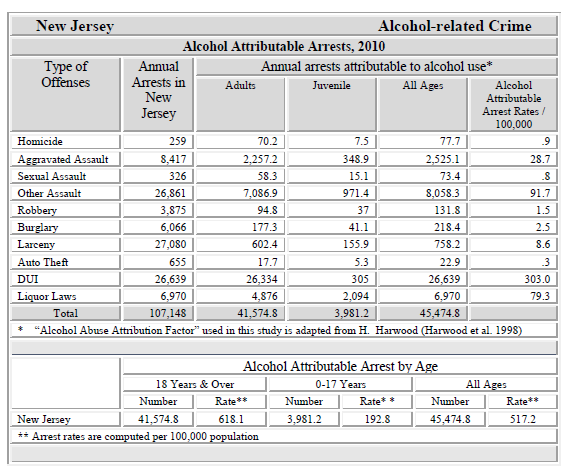 New Jersey Alcohol-related Crime
Alcohol Attributable Arrests, 2010
Type of Offenses Annual Arrests in New Jersey Annual arrests attributable to alcohol use*
Adults Juvenile All Ages Alcohol Attributable Arrest Rates / 100,000
Homicide 259 70.2 7.5 77.7 .9
Aggravated Assault 8,417 2,257.2 348.9 2,525.1 28.7
Sexual Assault 326 58.3 15.1 73.4 .8
Other Assault 26,861 7,086.9 971.4 8,058.3 91.7
Robbery 3,875 94.8 37 131.8 1.5
Burglary 6,066 177.3 41.1 218.4 2.5
Larceny 27,080 602.4 155.9 758.2 8.6
Auto Theft 655 17.7 5.3 22.9 .3
DUI 26,639 26,334 305 26,639 303.0
Liquor Laws 6,970 4,876 2,094 6,970 79.3
Total 107,148 41,574.8 3,981.2 45,474.8
* "Alcohol Abuse Attribution Factor" used in this study is adapted from H. Harwood (Harwood et al. 1998)
Alcohol Attributable Arrest by Age
18 Years & Over 0-17 Years All Ages
Number Rate** Number Rate* * Number Rate**
New Jersey 41,574.8 618.1 3,981.2 192.8 45,474.8 517.2
** Arrest rates are computed per 100,000 population